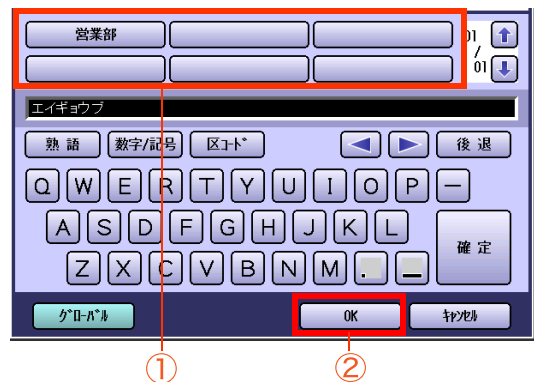 営業部
01
/
01
エイギョウブ
熟語 数字/記号 区コード 後退
Q W E R T Y U I O P ー
A S D F G H J K L
Z X C V B N M . _
確定
グローバル OK キャンセル
① ②